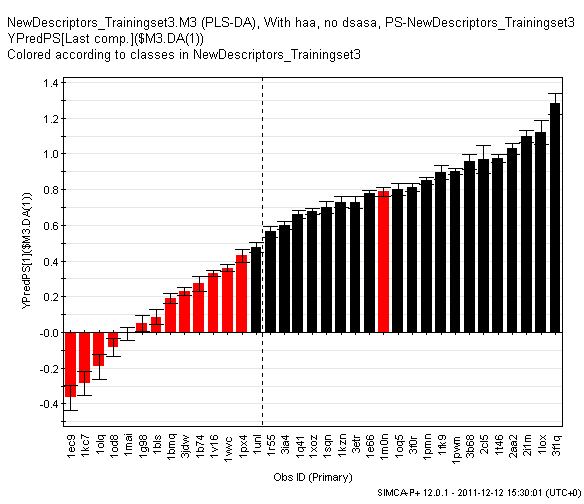 NewDescriptors_Trainingset3.M3 (PLS-DA), With haa, no dsasa, PS-NewDescriptors_Trainingset3
YPredPS[Last comp.]($M3.DA(1))
Colored according to classes in NewDescriptors_Trainingset3
1.4
1.2
1.0
0.8
0.6
0.4
0.2
-0.0
-0.2
-0.4
YPredPS[1]($M3.DA(1))
1ec9
1kc7
1olq
1od8
1mai
1g98
1bls
1bmq
3jdw
1b74
1v16
1wvc
1px4
1unl
1r55
3ia4
1q41
1xoz
1sqn
1kzn
3etr
1e66
1m0n
1oq5
3f0r
1pmn
1fk9
1pwm
3b68
2cl5
1t46
2aa2
2i1m
1lox
3f1q
Obs ID (Primary)
SIMCA-P+ 12.0.1 - 2011-12-12 15:30:01 (UTC+0)